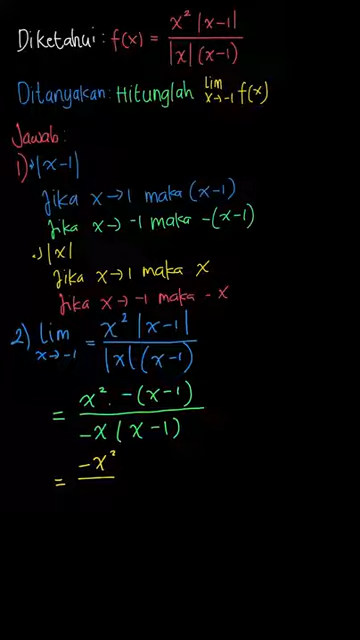 Diketahui: f(x) = x² |x-1| / |x| (x-1)
Ditanyakan: Hitunglah lim x→-1 f(x)
Jawab:
1) •) |x-1|
Jika x→1 maka (x-1)
Jika x→ -1 maka -(x-1)
•) |x|
Jika x→1 maka x
Jika x→ -1 maka -x
2) lim x→-1 = x² |x-1| / |x| (x-1)
= x² · -(x-1) / -x (x-1)
= -x²